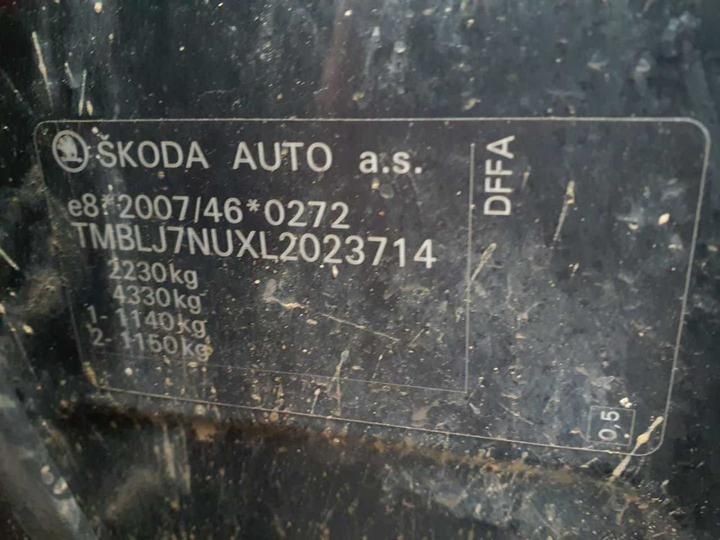 ŠKODA AUTO a.s.
e8*2007/46*0272
TMBLJ7NUXL2023714
2230kg
4330kg
1- 1140kg
2- 1150kg
DFFA
0,5